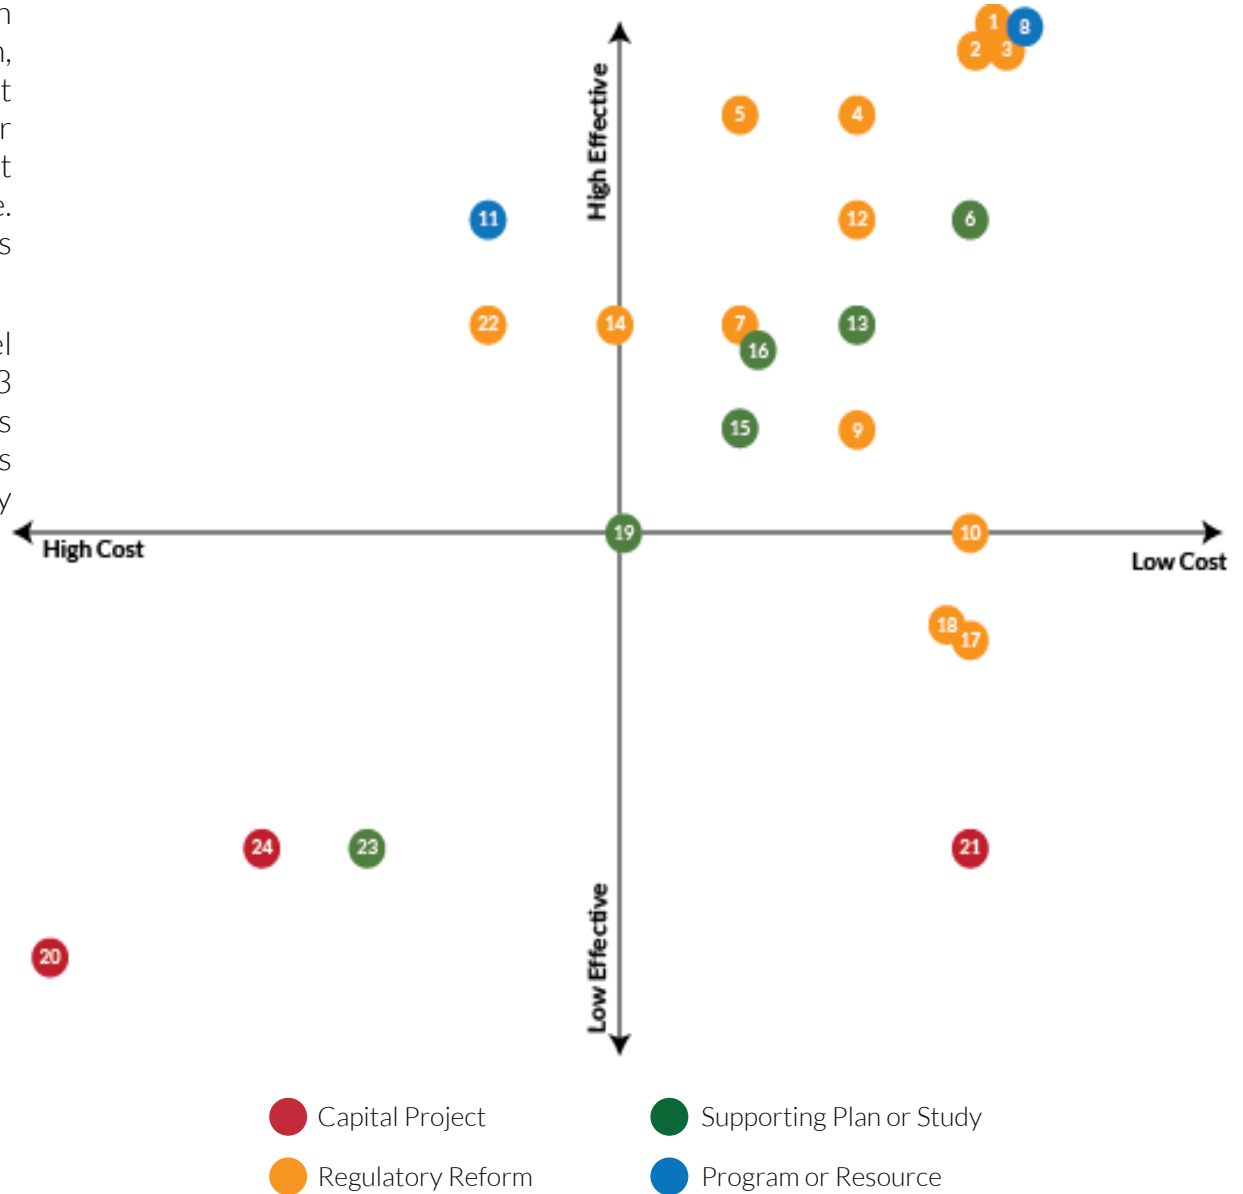 n
n,
t
r
t
e.
s
el
3
s
s
y
High Effective
1
8
2
3
5
4
11
12
6
22
14
7
13
16
15
9
19
10
High Cost
Low Cost
18
17
24
23
21
20
Low Effective
Capital Project
Supporting Plan or Study
Regulatory Reform
Program or Resource